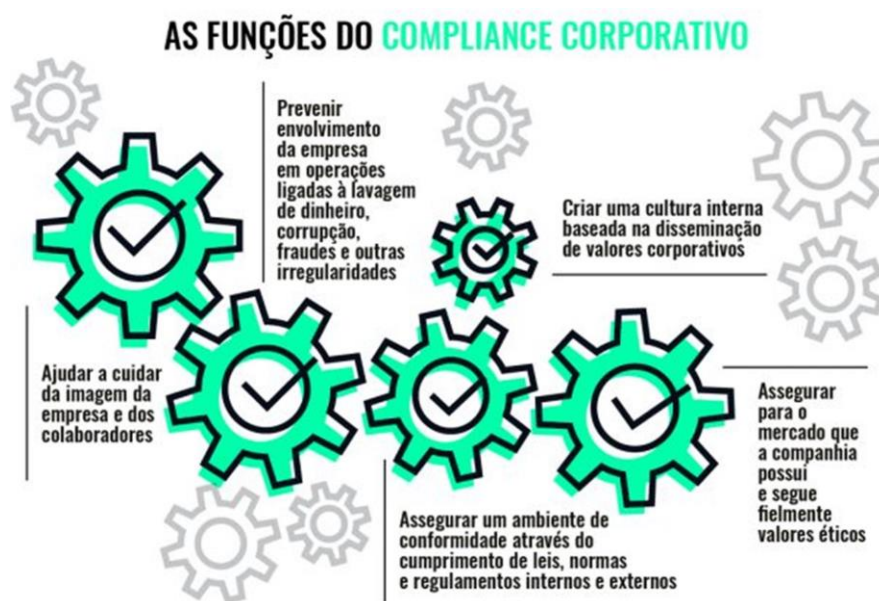 AS FUNÇÕES DO COMPLIANCE CORPORATIVO
Prevenir
envolvimento
da empresa
em operações
ligadas à lavagem
de dinheiro,
corrupção,
fraudes e outras
irregularidades
Criar uma cultura interna
baseada na disseminação
de valores corporativos
Ajudar a cuidar
da imagem da
empresa e dos
colaboradores
Assegurar um ambiente de
conformidade através do
cumprimento de leis, normas
e regulamentos internos e externos
Assegurar
para o
mercado que
a companhia
possui
e segue
fielmente
valores éticos